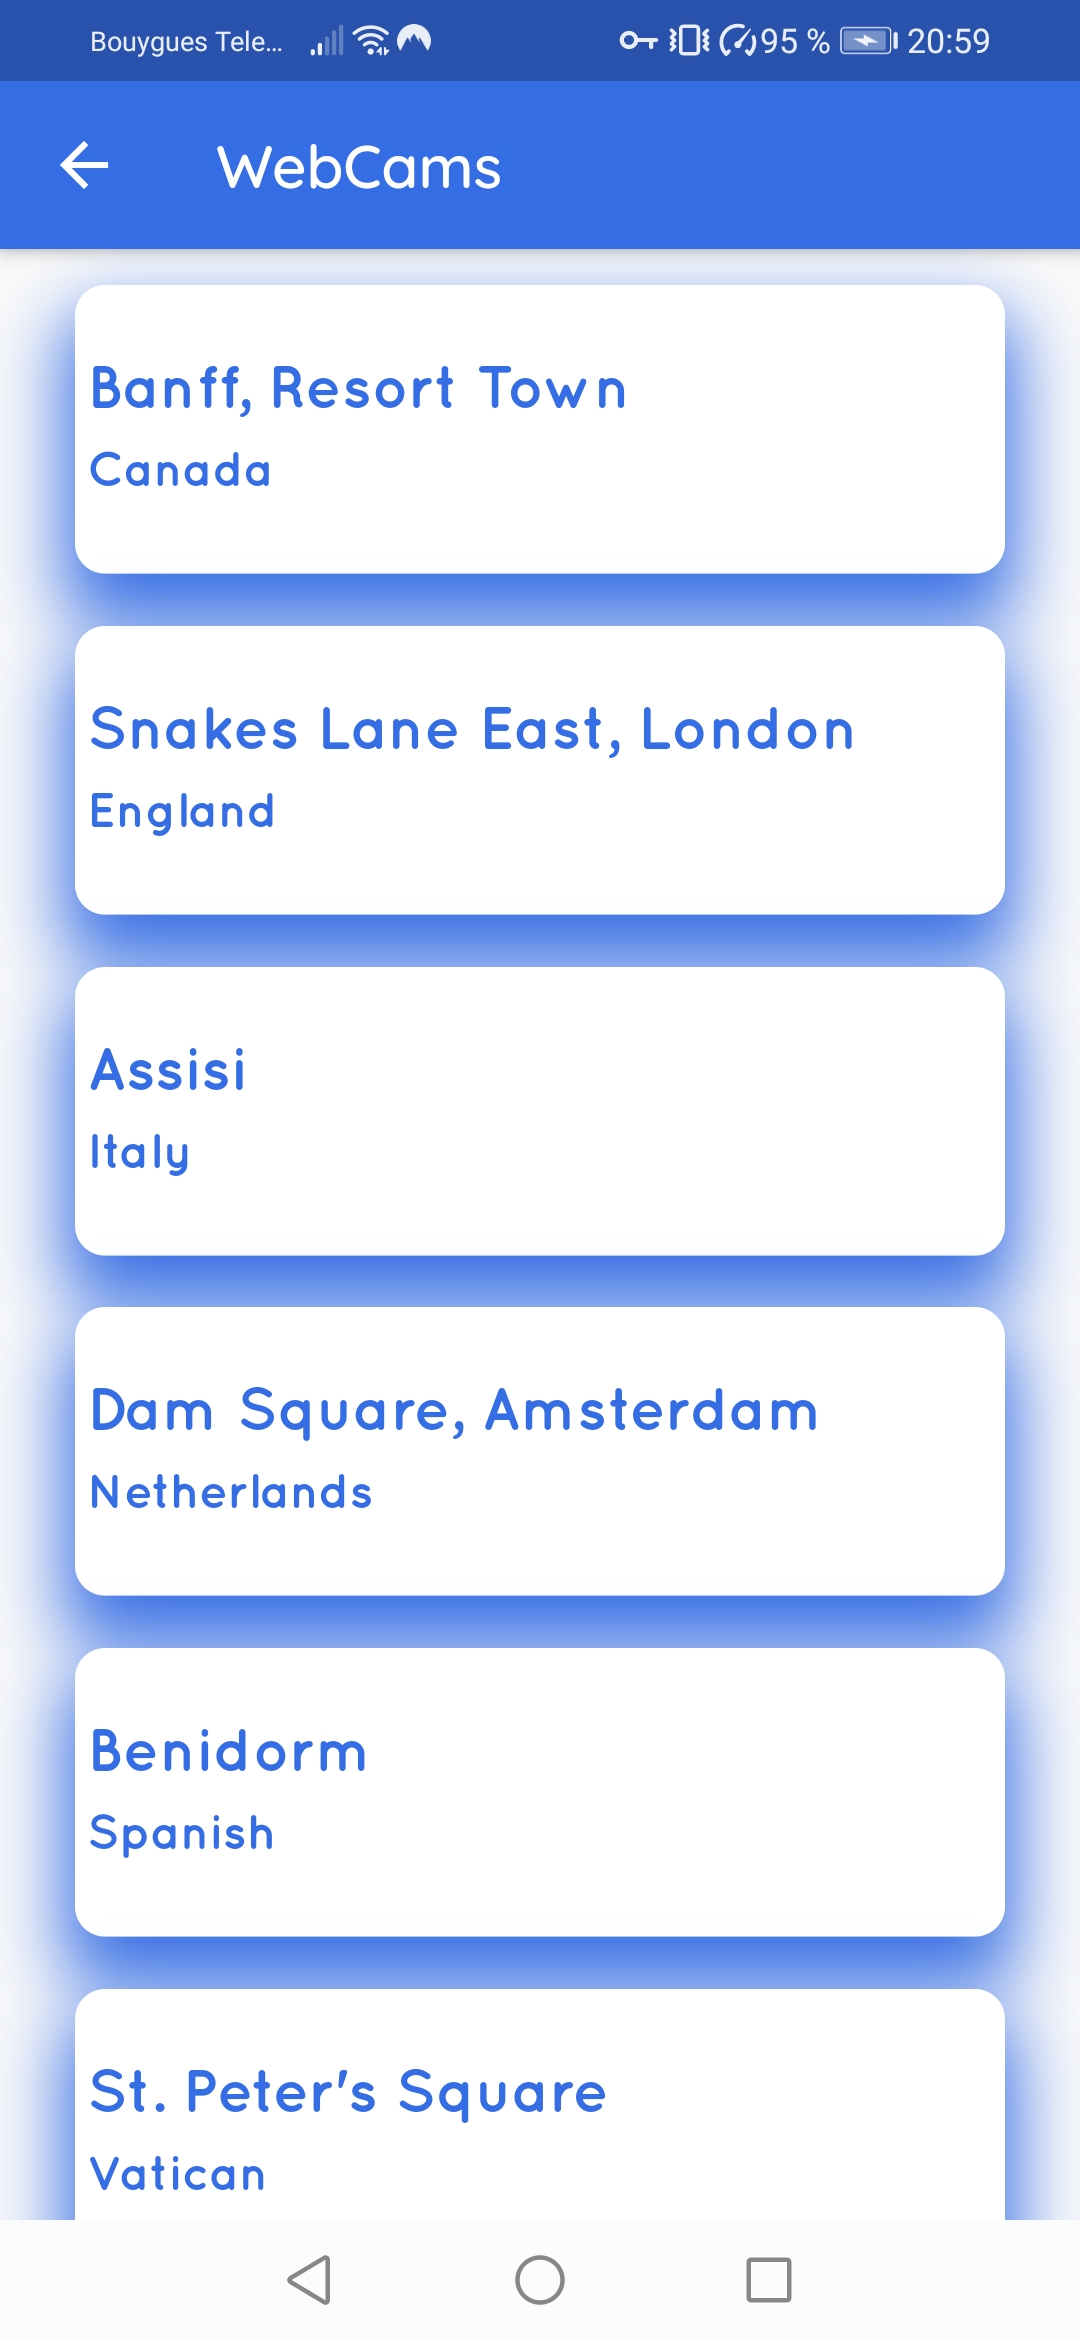 Bouygues Tele... 95 % 20:59
WebCams
Banff, Resort Town
Canada
Snakes Lane East, London
England
Assisi
Italy
Dam Square, Amsterdam
Netherlands
Benidorm
Spanish
St. Peter's Square
Vatican